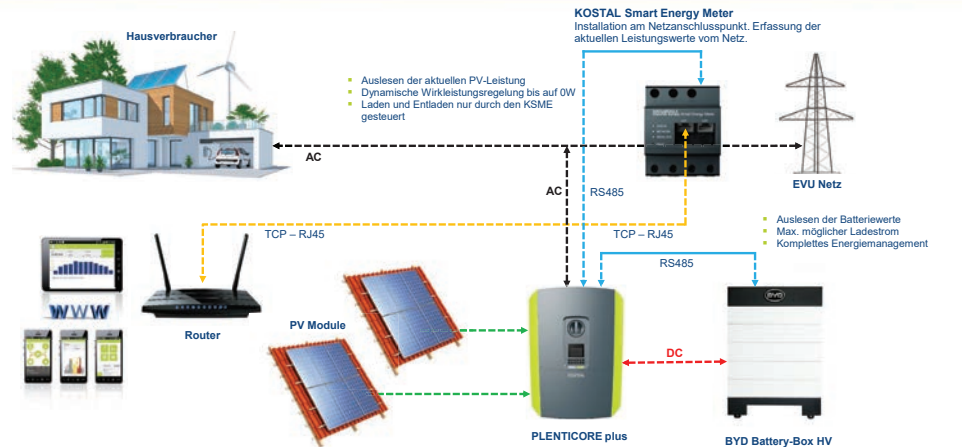 KOSTAL Smart Energy Meter
Installation am Netzanschlusspunkt. Erfassung der
aktuellen Leistungswerte vom Netz.
Hausverbraucher
Auslesen der aktuellen PV-Leistung
Dynamische Wirkleistungsregelung bis auf 0W
Laden und Entladen nur durch den KSME
gesteuert
AC
AC
RS485
EVU Netz
TCP – RJ45
TCP – RJ45
Auslesen der Batteriewerte
Max. möglicher Ladestrom
Komplettes Energiemanagement
RS485
WWW
Router
PV Module
BYD
KOSTAL
DC
PLENTICORE plus
BYD Battery-Box HV